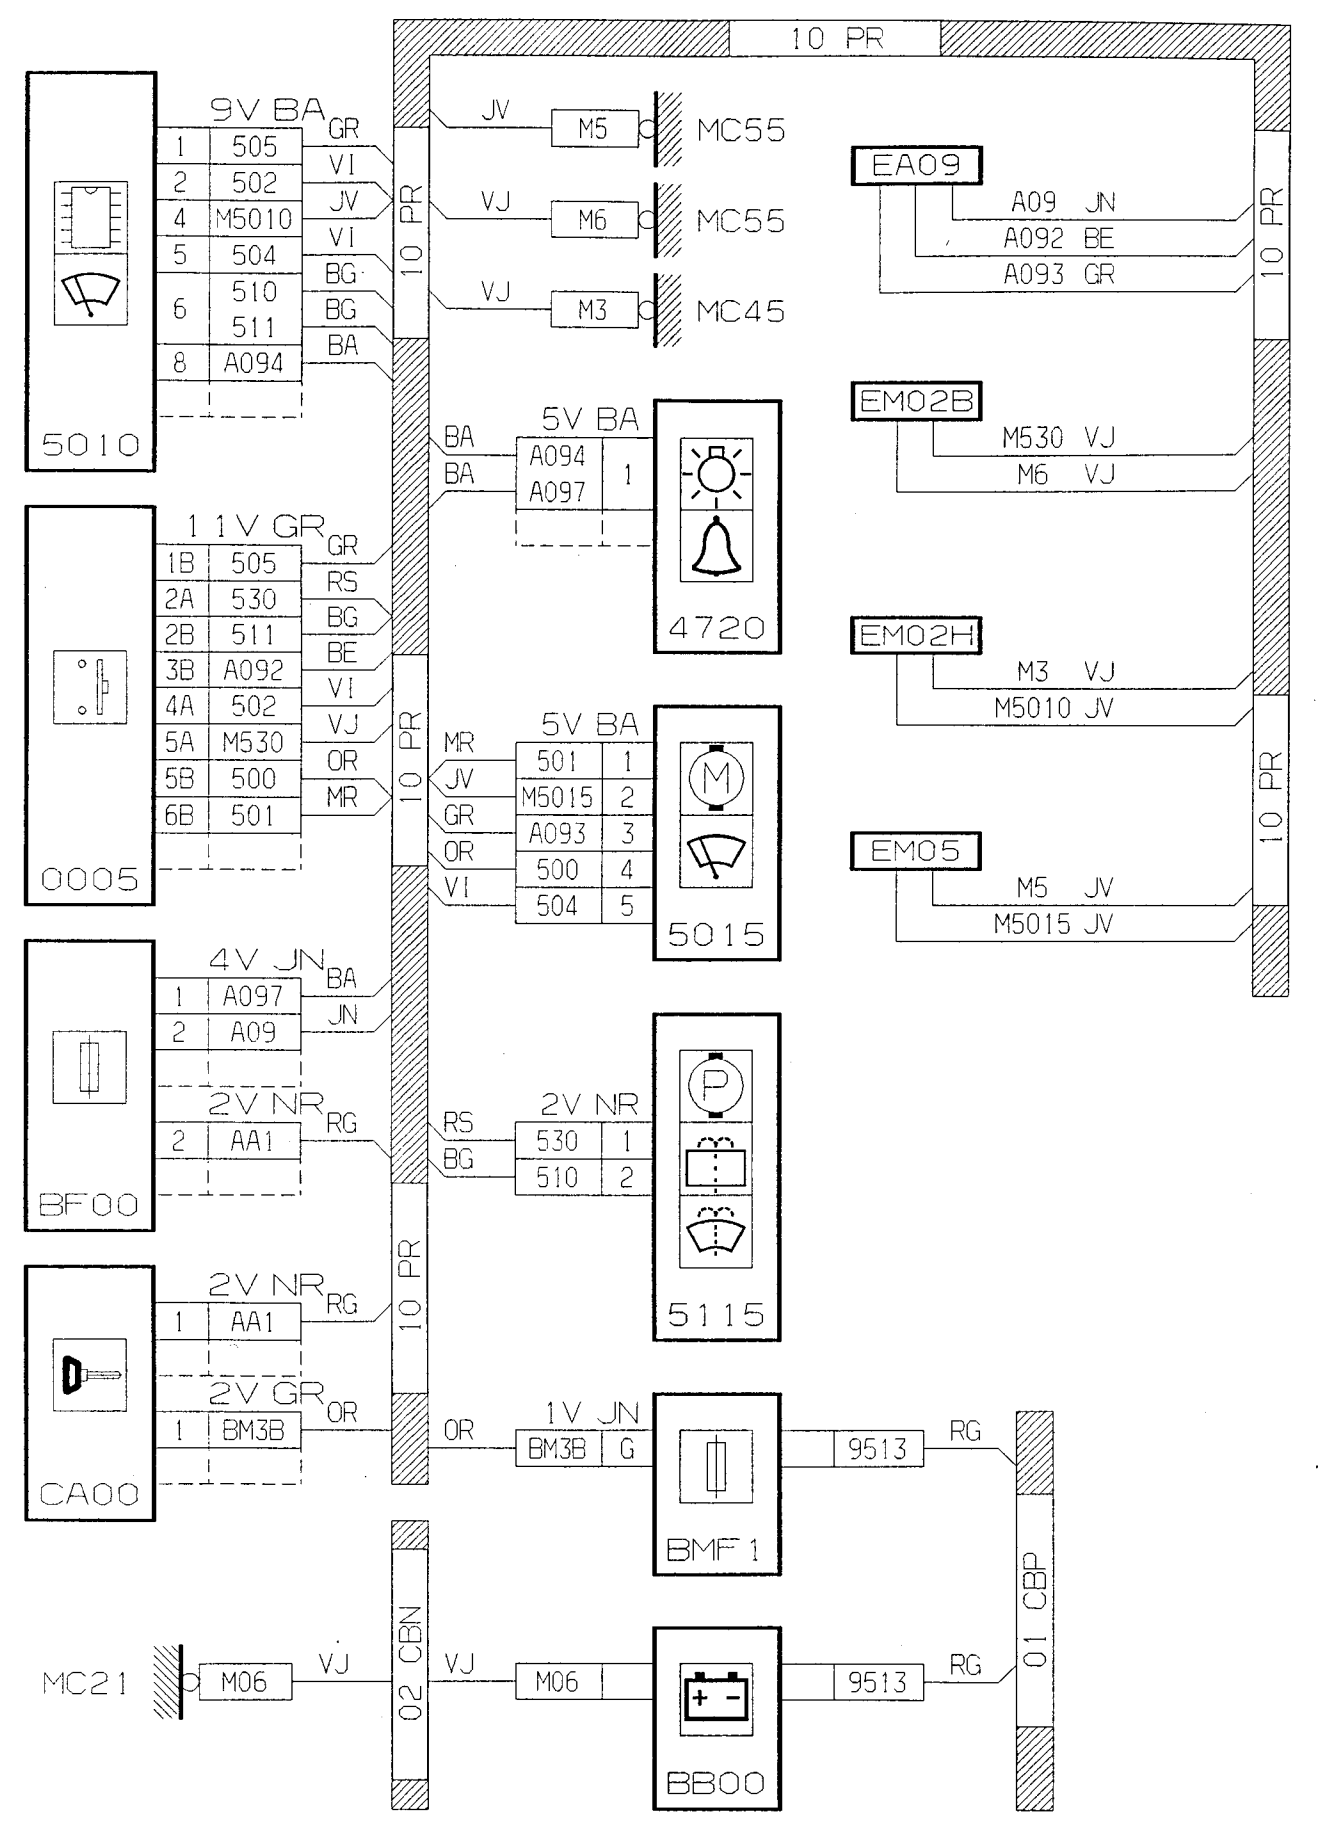 10 PR
9V BA
1 505 GR
2 502 VI
4 M5010 JV
5 504 VI
6 510 BG
511 BG
8 A094 BA
5010
10 PR
JV M5 MC55
VJ M6 MC55
VJ M3 MC45
EA09
A09 JN
A092 BE
A093 GR
10 PR
5V BA
BA A094 1
BA A097
4720
EM02B
M530 VJ
M6 VJ
11V GR
1B 505 GR
2A 530 RS
2B 511 BG
3B A092 BE
4A 502 VI
5A M530 VJ
5B 500 OR
6B 501 MR
0005
10 PR
EM02H
M3 VJ
M5010 JV
10 PR
5V BA
MR 501 1
JV M5015 2
GR A093 3
OR 500 4
VI 504 5
M
5015
EM05
M5 JV
M5015 JV
4V JN
1 A097 BA
2 A09 JN
2V NR
2 AA1 RG
BF00
P
2V NR
RS 530 1
BG 510 2
5115
10 PR
2V NR
1 AA1 RG
2V GR
1 BM3B OR
CA00
1V JN
OR BM3B G
9513 RG
BMF1
01 CBP
02 CBN
MC21 M06 VJ
VJ M06
+ -
9513 RG
BB00